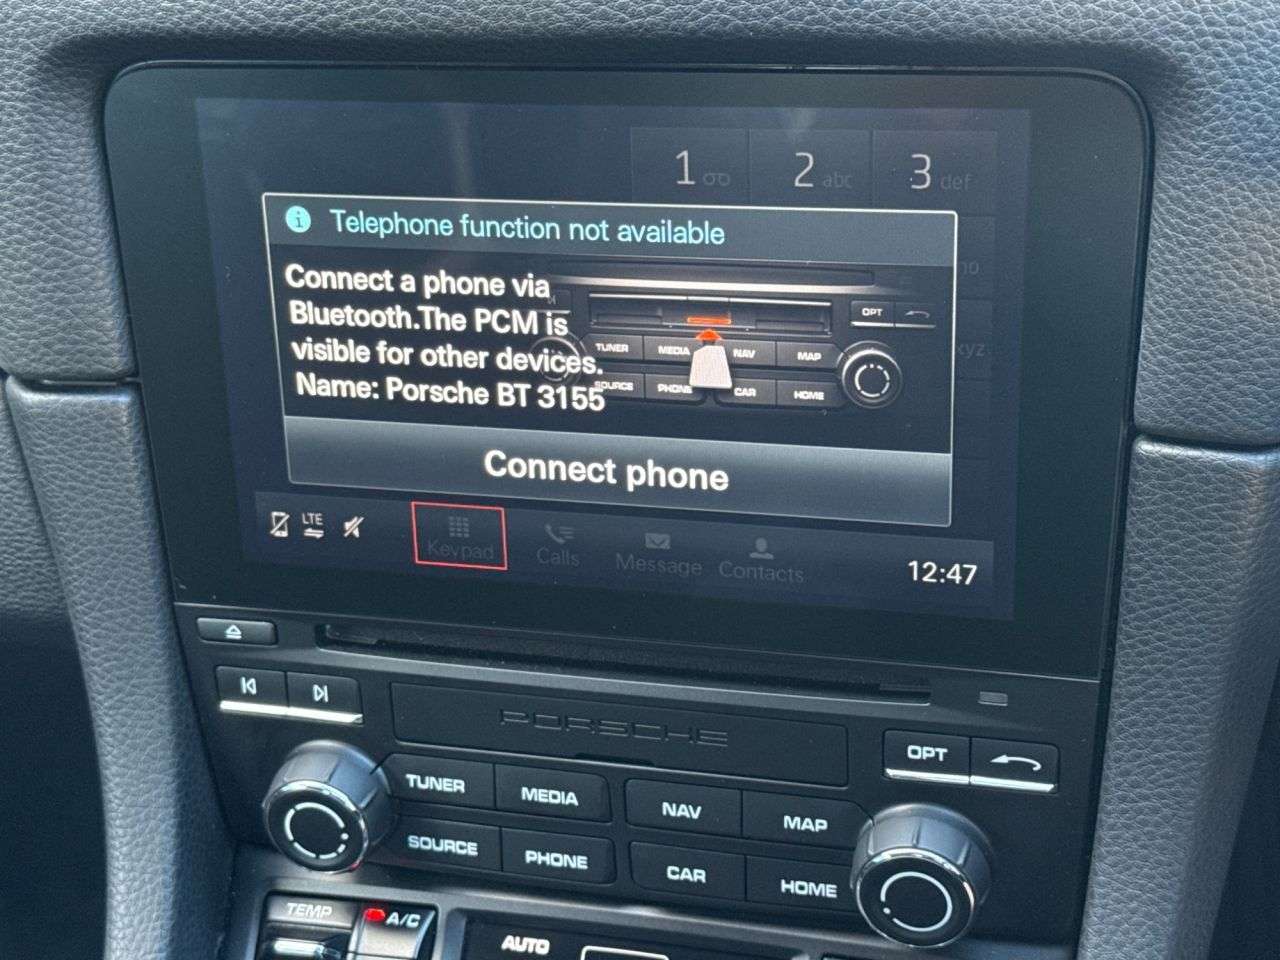 1 2 abc 3 def
Telephone function not available
Connect a phone via
Bluetooth.The PCM is
visible for other devices.
Name: Porsche BT 3155
OPT
TUNER MEDIA NAV MAP
SOURCE PHONE CAR HOME
xyz
Connect phone
LTE
Keypad Calls Message Contacts
12:47
PORSCHE
OPT
TUNER MEDIA NAV MAP
SOURCE PHONE CAR HOME
TEMP A/C AUTO